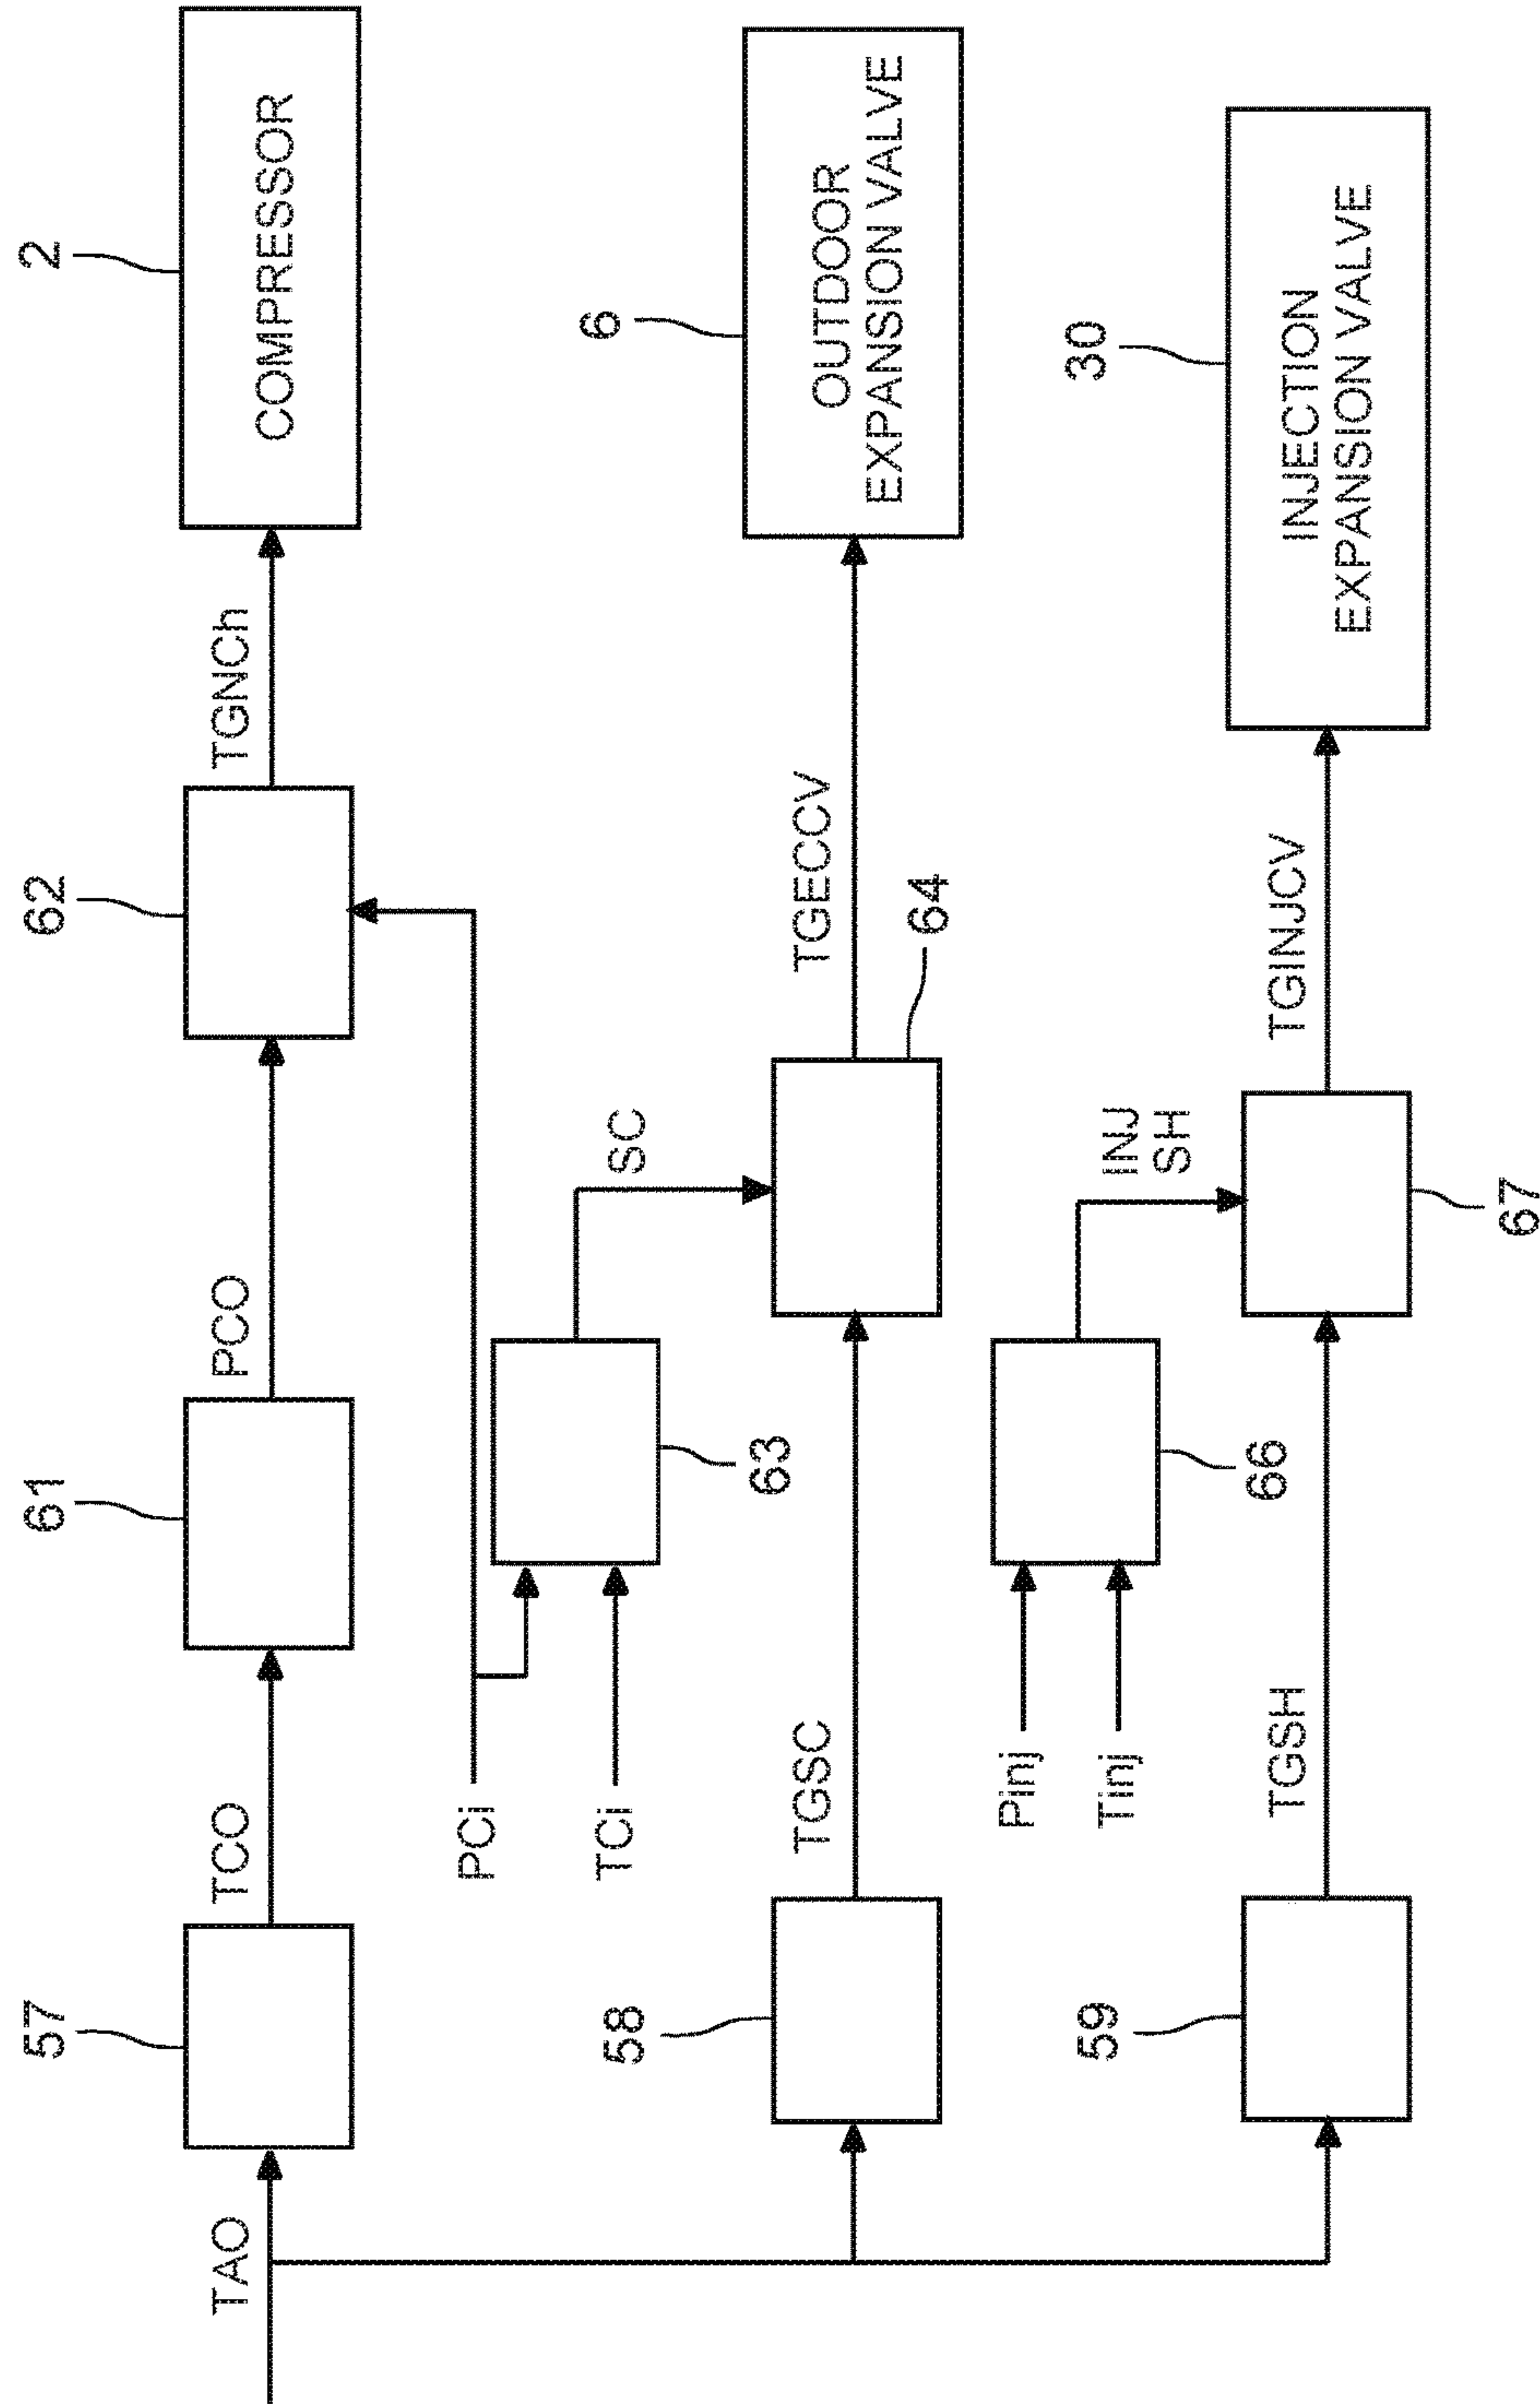 TAO
57
TCO
61
PCO
62
TGNCh
2
COMPRESSOR
PCi
TCi
63
SC
58
TGSC
64
TGECCV
6
OUTDOOR
EXPANSION VALVE
Pinj
Tinj
66
INJ
SH
59
TGSH
67
TGINJCV
30
INJECTION
EXPANSION VALVE